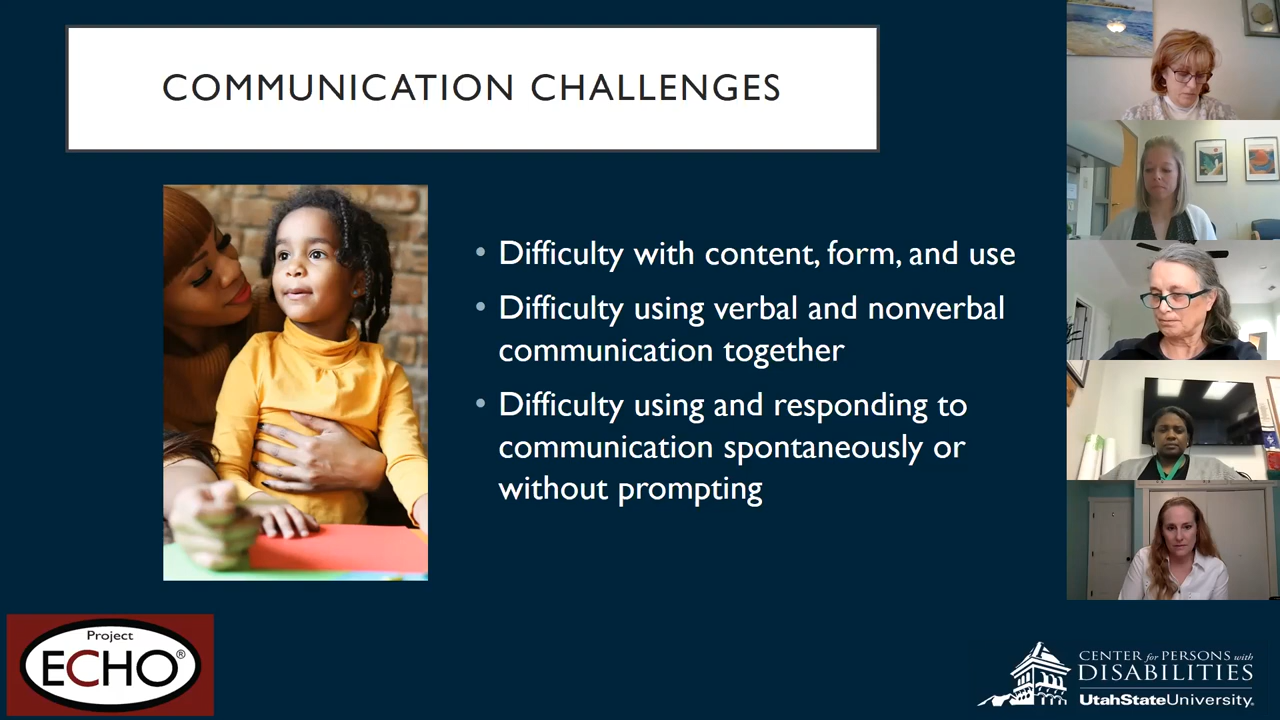 COMMUNICATION CHALLENGES
• Difficulty with content, form, and use
• Difficulty using verbal and nonverbal
communication together
• Difficulty using and responding to
communication spontaneously or
without prompting
Project
ECHO®
CENTER for PERSONS with
DISABILITIES
UtahStateUniversity.